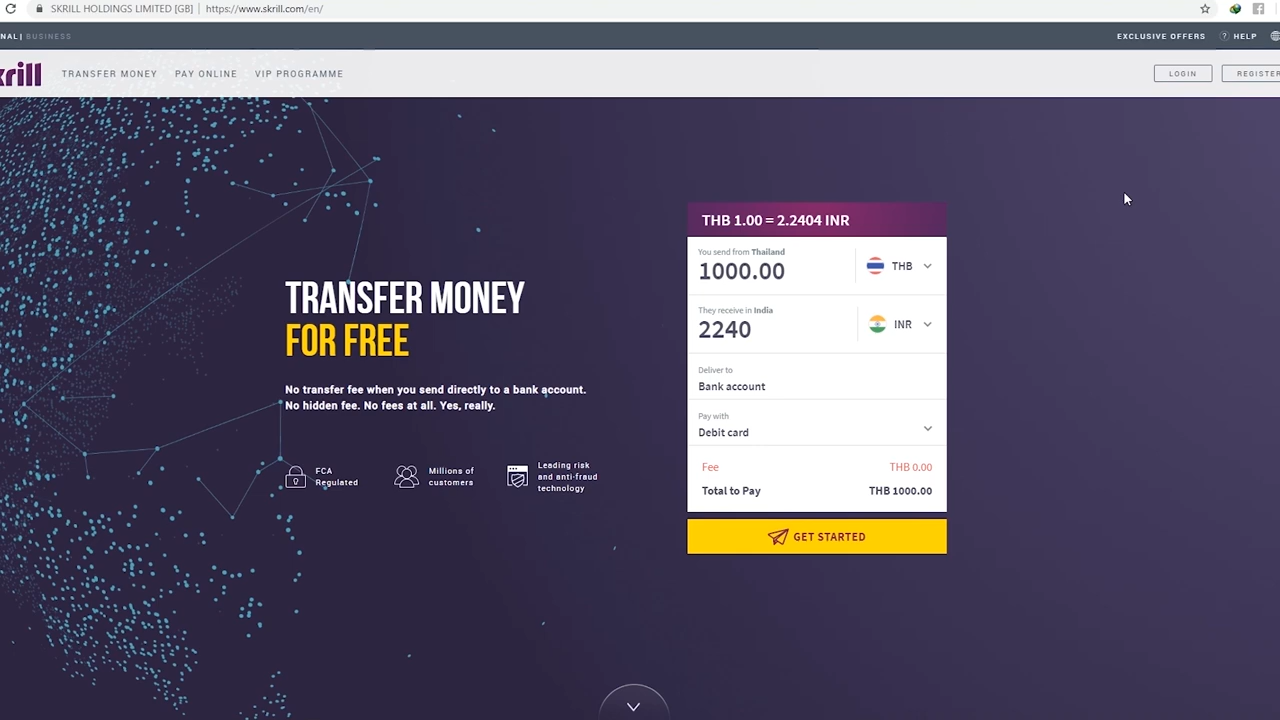 SKRILL HOLDINGS LIMITED [GB] | https://www.skrill.com/en/
NAL | BUSINESS
EXCLUSIVE OFFERS
? HELP
krill
TRANSFER MONEY
PAY ONLINE
VIP PROGRAMME
LOGIN
REGISTER
THB 1.00 = 2.2404 INR
You send from Thailand
1000.00
THB
They receive in India
2240
INR
Deliver to
Bank account
Pay with
Debit card
Fee THB 0.00
Total to Pay THB 1000.00
GET STARTED
TRANSFER MONEY
FOR FREE
No transfer fee when you send directly to a bank account.
No hidden fee. No fees at all. Yes, really.
FCA
Regulated
Millions of
customers
Leading risk
and anti-fraud
technology